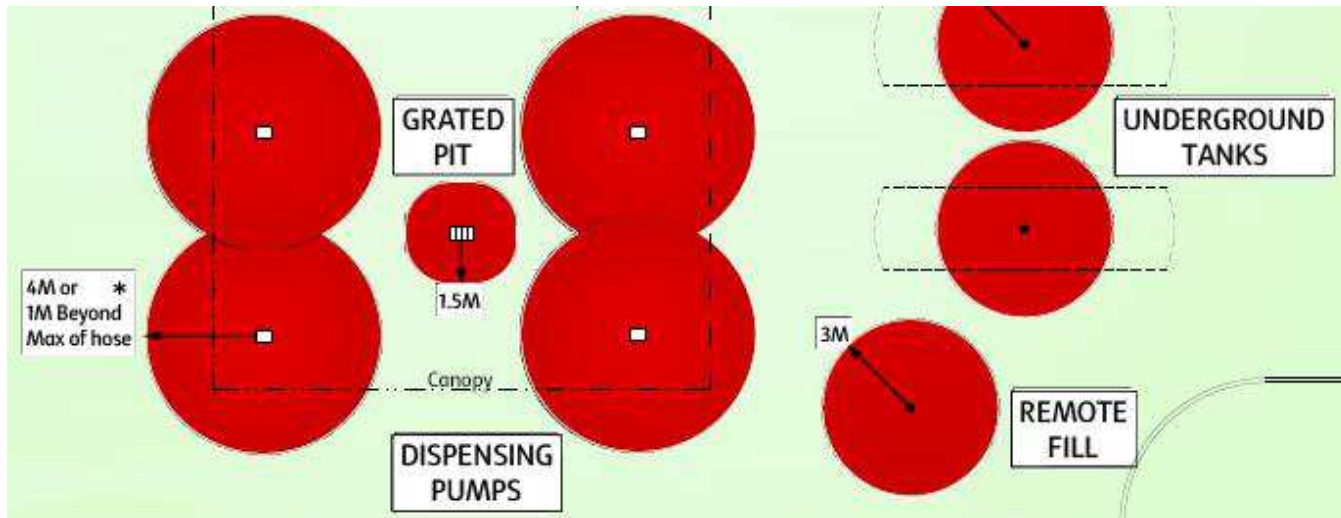 GRATED
PIT
UNDERGROUND
TANKS
4M or *
1M Beyond
Max of hose
1.5M
3M
Canopy
REMOTE
FILL
DISPENSING
PUMPS